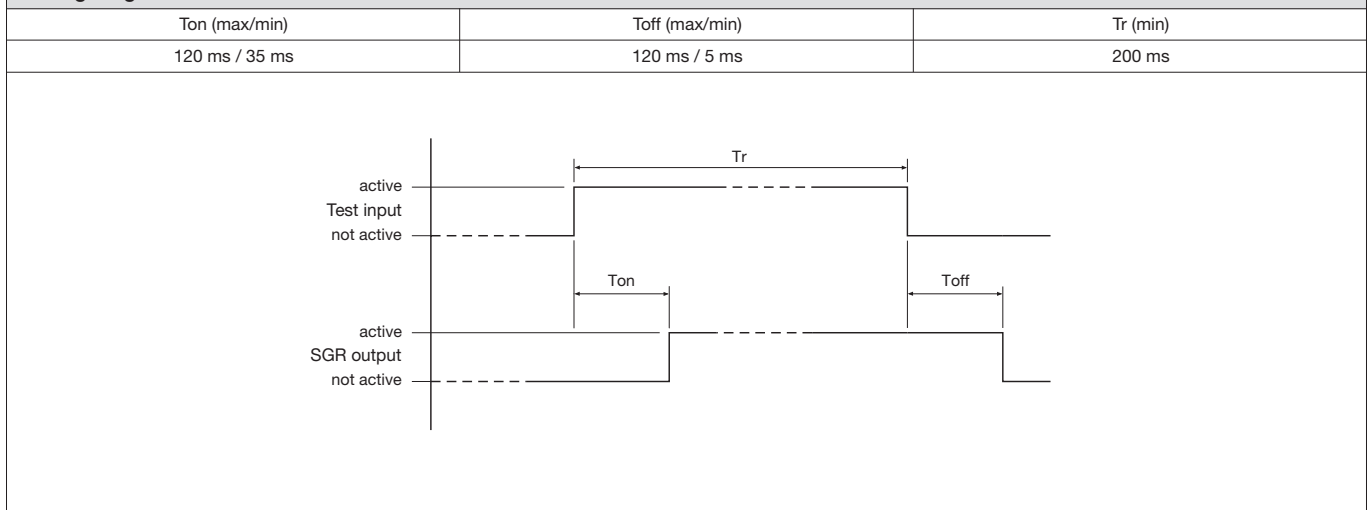 Ton (max/min) Toff (max/min) Tr (min)
120 ms / 35 ms 120 ms / 5 ms 200 ms
Tr
active
Test input
not active
Ton Toff
active
SGR output
not active